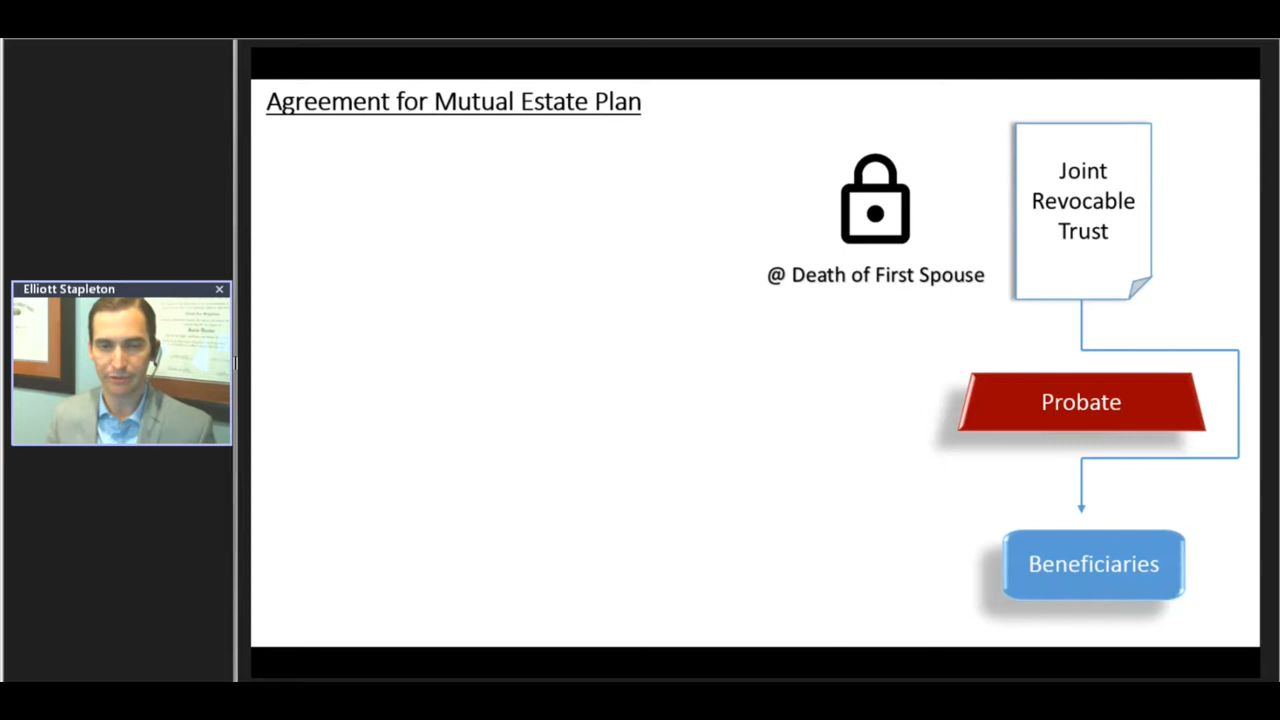 Agreement for Mutual Estate Plan
Joint
Revocable
Trust
@ Death of First Spouse
Elliott Stapleton
Probate
Beneficiaries